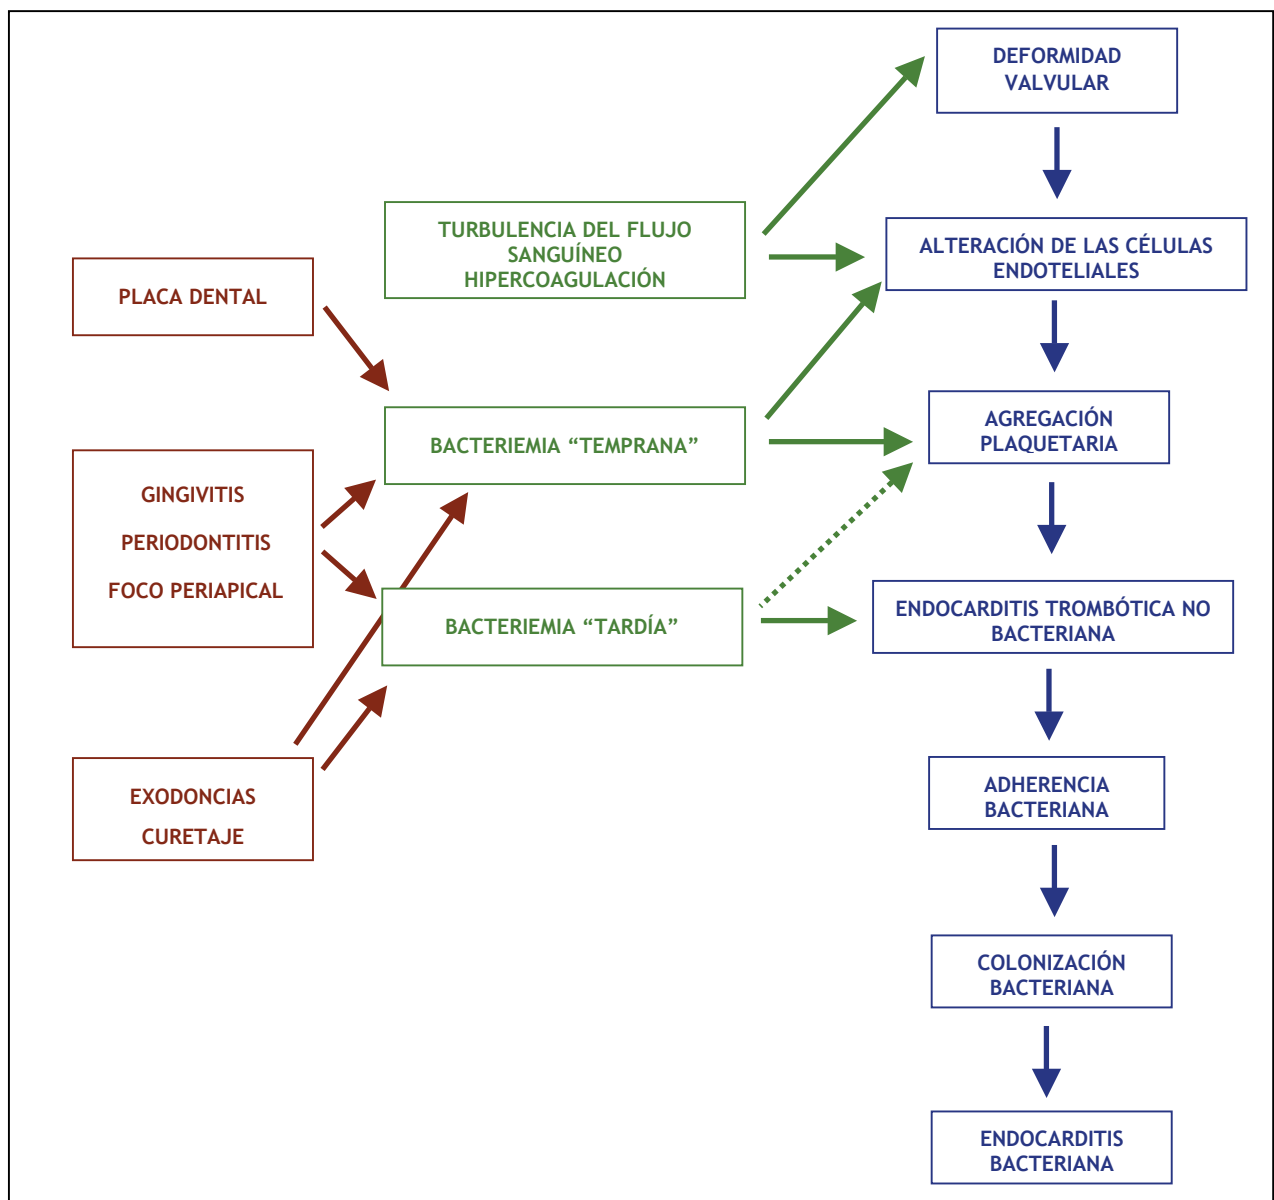 DEFORMIDAD
VALVULAR
TURBULENCIA DEL FLUJO
SANGUÍNEO
HIPERCOAGULACIÓN
ALTERACIÓN DE LAS CÉLULAS
ENDOTELIALES
PLACA DENTAL
BACTERIEMIA “TEMPRANA”
AGREGACIÓN
PLAQUETARIA
GINGIVITIS
PERIODONTITIS
FOCO PERIAPICAL
BACTERIEMIA “TARDÍA”
ENDOCARDITIS TROMBÓTICA NO
BACTERIANA
EXODONCIAS
CURETAJE
ADHERENCIA
BACTERIANA
COLONIZACIÓN
BACTERIANA
ENDOCARDITIS
BACTERIANA